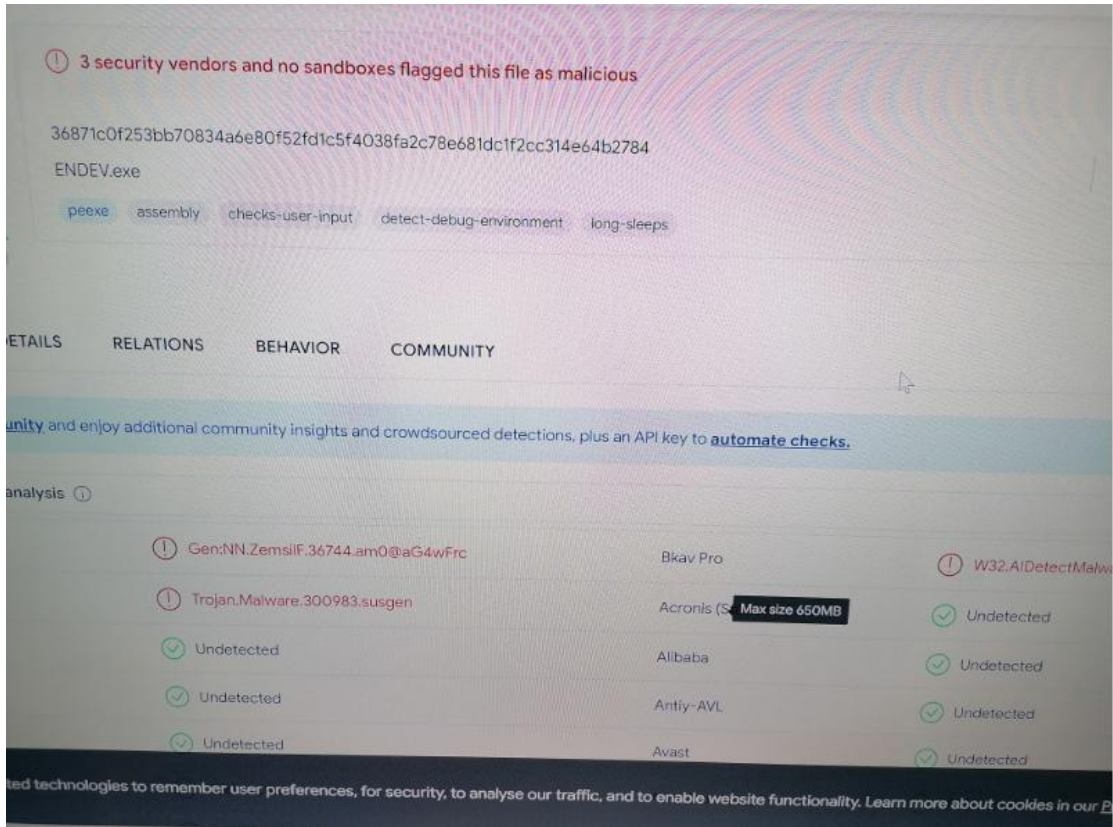 3 security vendors and no sandboxes flagged this file as malicious
36871c0f253bb70834a6e80f52fd1c5f4038fa2c78e681dc1f2cc314e64b2784
ENDEV.exe
peexe assembly checks-user-input detect-debug-environment long-sleeps
ETAILS RELATIONS BEHAVIOR COMMUNITY
unity and enjoy additional community insights and crowdsourced detections, plus an API key to automate checks.
analysis
Gen:NN.ZemsilF.36744.am0@aG4wFrc Bkav Pro W32.AIDetectMalw
Trojan.Malware.300983.susgen Acronis (S Max size 650MB Undetected
Undetected Alibaba Undetected
Undetected Antiy-AVL Undetected
Undetected Avast Undetected
ted technologies to remember user preferences, for security, to analyse our traffic, and to enable website functionality. Learn more about cookies in our P